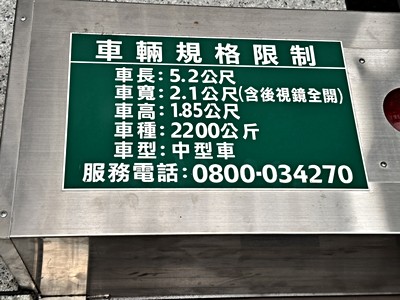 車輛規格限制
車長：5.2公尺
車寬：2.1公尺(含後視鏡全開)
車高：1.85公尺
車種：2200公斤
車型：中型車
服務電話：0800-034270